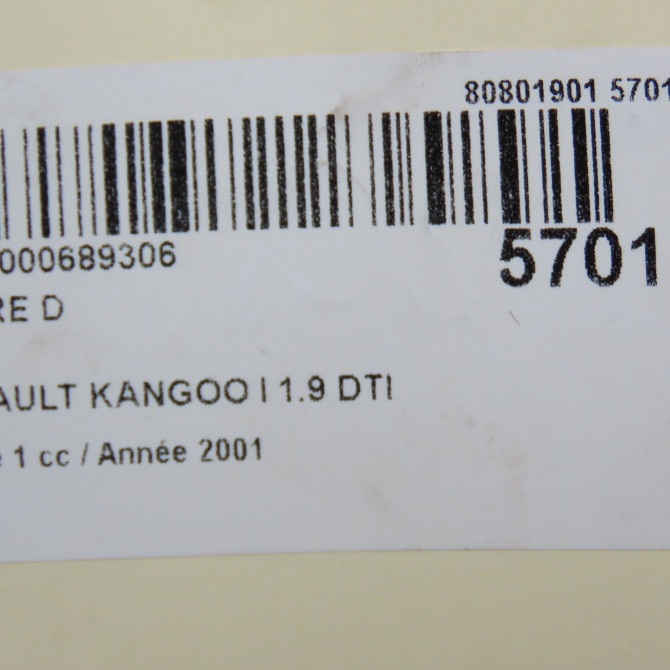 80801901 5701
000689306
5701
RE D
AULT KANGOO I 1.9 DTI
e 1 cc / Année 2001